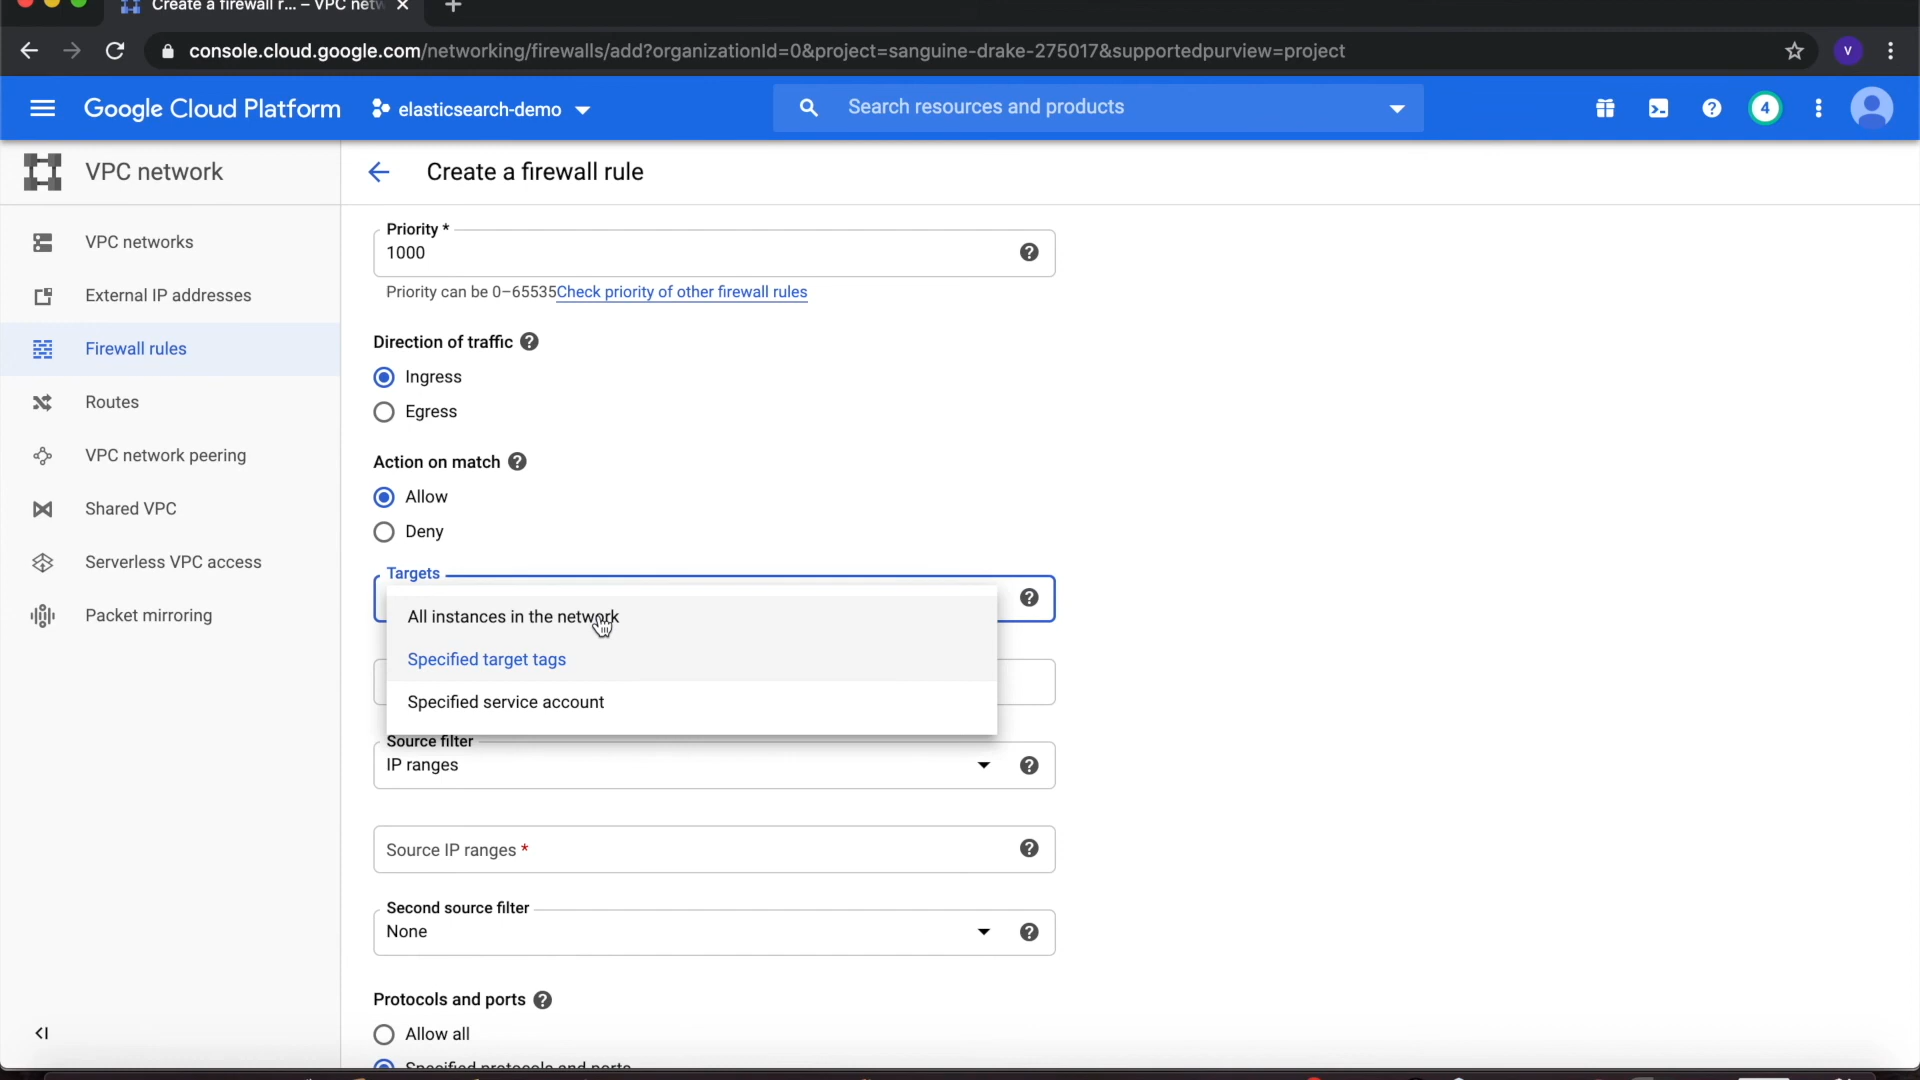 Create a firewall r... – VPC netw
console.cloud.google.com/networking/firewalls/add?organizationId=0&project=sanguine-drake-275017&supportedpurview=project
V
Google Cloud Platform
elasticsearch-demo
Search resources and products
4
VPC network
Create a firewall rule
VPC networks
External IP addresses
Firewall rules
Routes
VPC network peering
Shared VPC
Serverless VPC access
Packet mirroring
Priority *
1000
Priority can be 0–65535Check priority of other firewall rules
Direction of traffic
Ingress
Egress
Action on match
Allow
Deny
Targets
All instances in the network
Specified target tags
Specified service account
Source filter
IP ranges
Source IP ranges *
Second source filter
None
Protocols and ports
Allow all
Specified protocols and ports